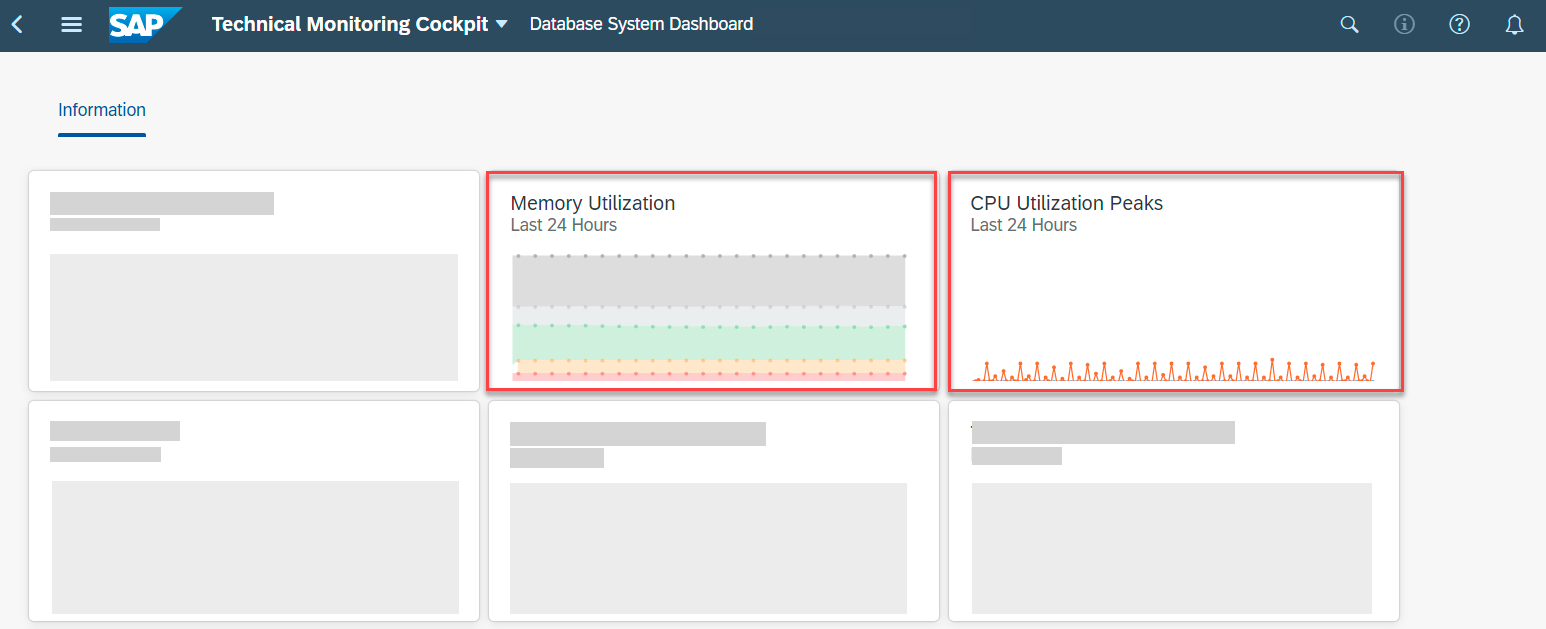 SAP Technical Monitoring Cockpit Database System Dashboard
Information
Memory Utilization
Last 24 Hours
CPU Utilization Peaks
Last 24 Hours